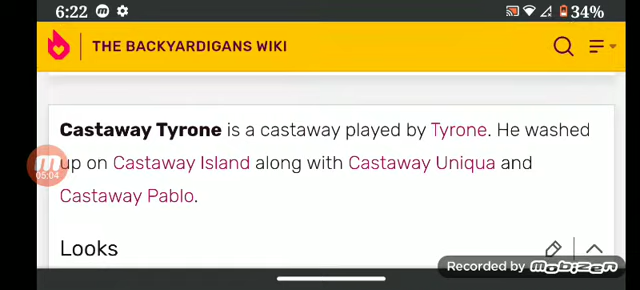 6:22 34%
THE BACKYARDIGANS WIKI
Castaway Tyrone is a castaway played by Tyrone. He washed
up on Castaway Island along with Castaway Uniqua and
05:04
Castaway Pablo.
Looks
Recorded by mobizen